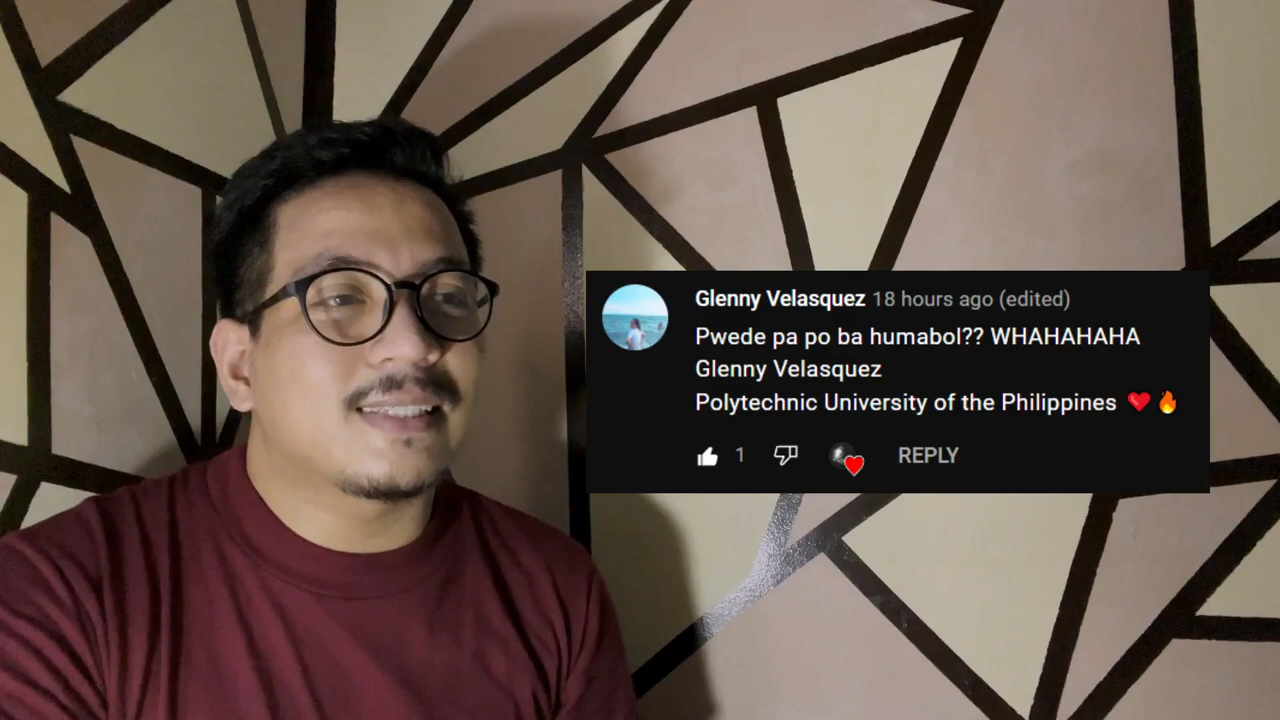 Glenny Velasquez 18 hours ago (edited)
Pwede pa po ba humabol?? WHAHAHAHA
Glenny Velasquez
Polytechnic University of the Philippines ❤️🔥
1 REPLY